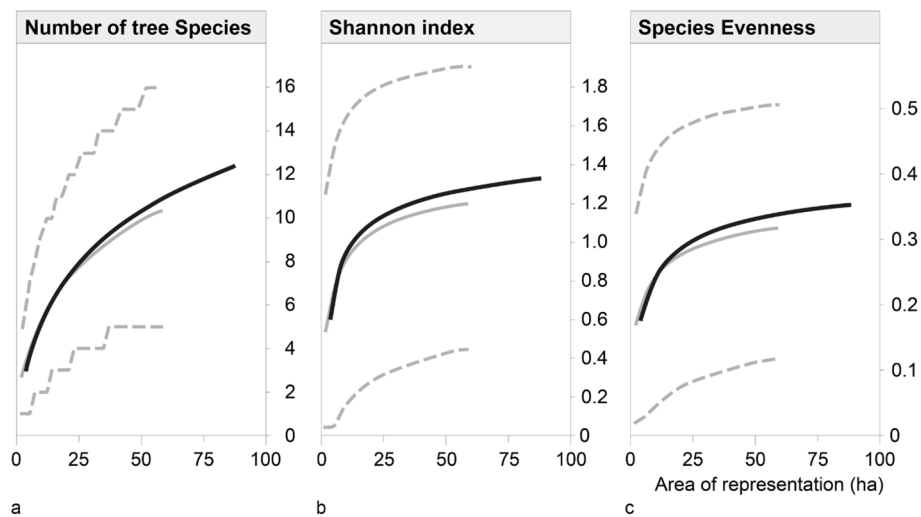 Number of tree Species
16
14
12
10
8
6
4
2
0
0 25 50 75 100
a
Shannon index
1.8
1.6
1.4
1.2
1.0
0.8
0.6
0.4
0.2
0
0 25 50 75 100
b
Species Evenness
0.5
0.4
0.3
0.2
0.1
0
0 25 50 75 100
Area of representation (ha)
c